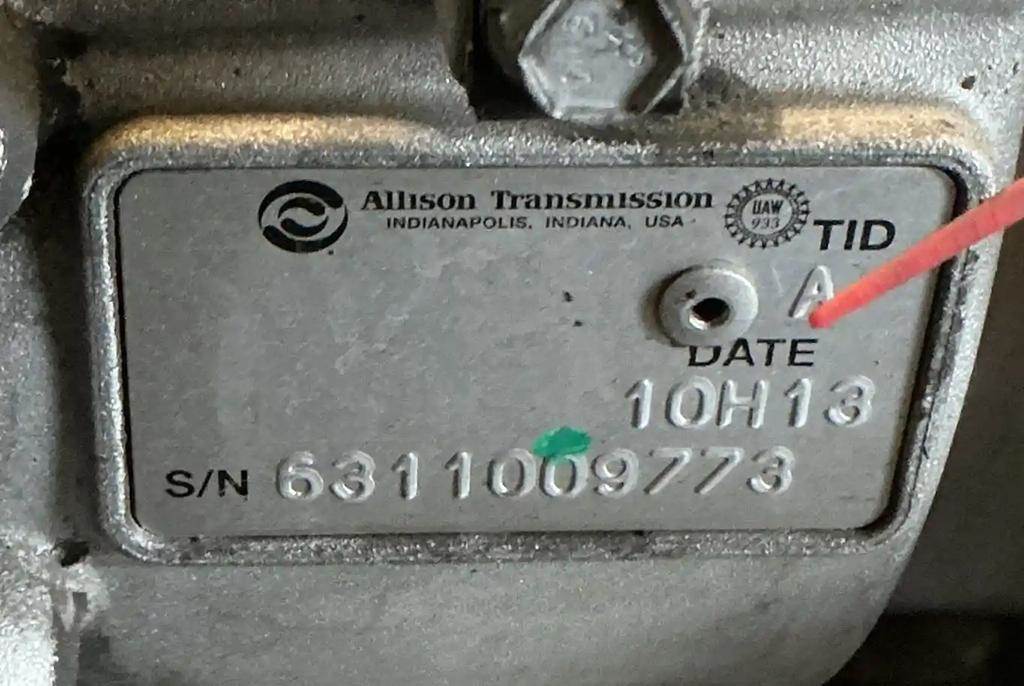 Allison Transmission
INDIANAPOLIS, INDIANA, USA
UAW
933
TID
A
DATE
10H13
S/N 6311009773